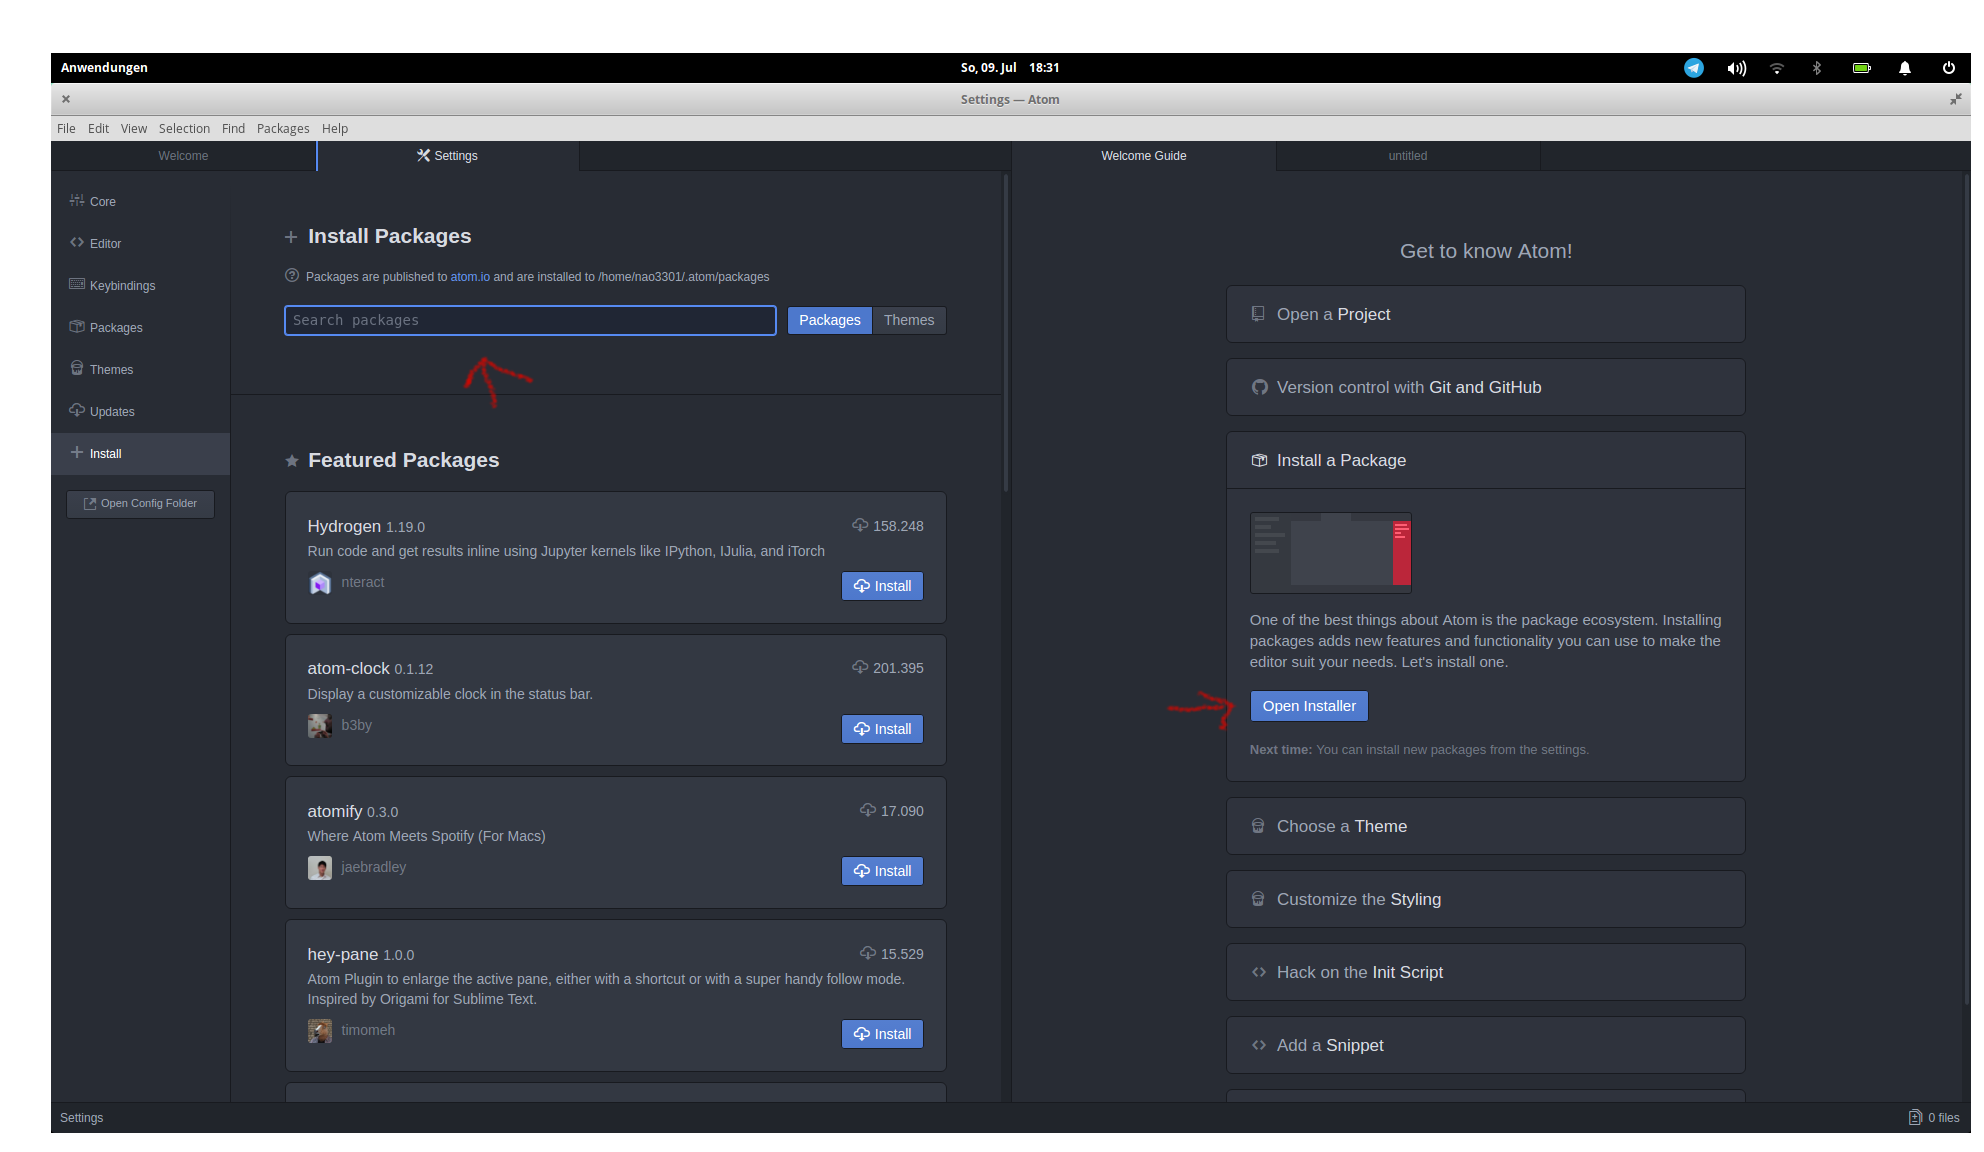 Anwendungen
So, 09. Jul 18:31
Settings — Atom
File Edit View Selection Find Packages Help
Welcome
Settings
Welcome Guide
untitled
Core
Editor
Keybindings
Packages
Themes
Updates
Install
Open Config Folder
Install Packages
Packages are published to atom.io and are installed to /home/nao3301/.atom/packages
Search packages
Packages Themes
Featured Packages
Hydrogen 1.19.0 158.248
Run code and get results inline using Jupyter kernels like IPython, IJulia, and iTorch
nteract
Install
atom-clock 0.1.12 201.395
Display a customizable clock in the status bar.
b3by
Install
atomify 0.3.0 17.090
Where Atom Meets Spotify (For Macs)
jaebradley
Install
hey-pane 1.0.0 15.529
Atom Plugin to enlarge the active pane, either with a shortcut or with a super handy follow mode.
Inspired by Origami for Sublime Text.
timomeh
Install
Get to know Atom!
Open a Project
Version control with Git and GitHub
Install a Package
One of the best things about Atom is the package ecosystem. Installing
packages adds new features and functionality you can use to make the
editor suit your needs. Let's install one.
Open Installer
Next time: You can install new packages from the settings.
Choose a Theme
Customize the Styling
Hack on the Init Script
Add a Snippet
Settings
0 files